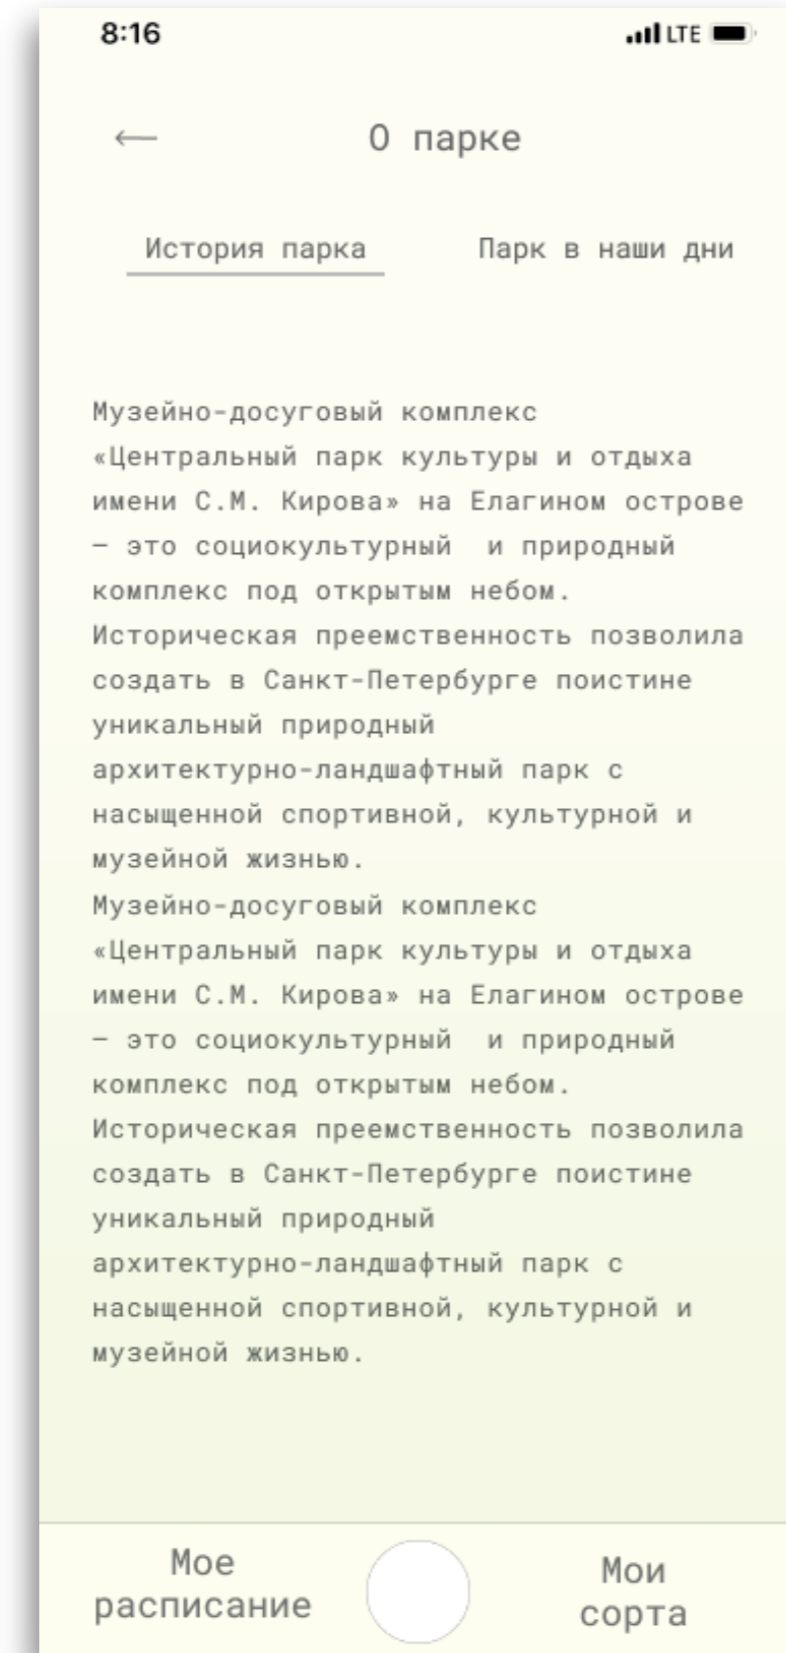 8:16 LTE
О парке
История парка Парк в наши дни
Музейно-досуговый комплекс
«Центральный парк культуры и отдыха
имени С.М. Кирова» на Елагином острове
– это социокультурный  и природный
комплекс под открытым небом.
Историческая преемственность позволила
создать в Санкт-Петербурге поистине
уникальный природный
архитектурно-ландшафтный парк с
насыщенной спортивной, культурной и
музейной жизнью.
Музейно-досуговый комплекс
«Центральный парк культуры и отдыха
имени С.М. Кирова» на Елагином острове
– это социокультурный  и природный
комплекс под открытым небом.
Историческая преемственность позволила
создать в Санкт-Петербурге поистине
уникальный природный
архитектурно-ландшафтный парк с
насыщенной спортивной, культурной и
музейной жизнью.
Мое
расписание
Мои
сорта